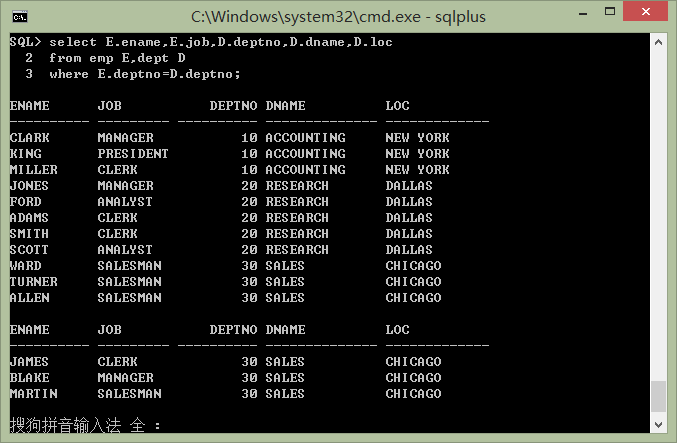 C:\Windows\system32\cmd.exe - sqlplus
SQL> select E.ename,E.job,D.deptno,D.dname,D.loc
2 from emp E,dept D
3 where E.deptno=D.deptno;
ENAME JOB DEPTNO DNAME LOC
---------- --------- ---------- -------------- -------------
CLARK MANAGER 10 ACCOUNTING NEW YORK
KING PRESIDENT 10 ACCOUNTING NEW YORK
MILLER CLERK 10 ACCOUNTING NEW YORK
JONES MANAGER 20 RESEARCH DALLAS
FORD ANALYST 20 RESEARCH DALLAS
ADAMS CLERK 20 RESEARCH DALLAS
SMITH CLERK 20 RESEARCH DALLAS
SCOTT ANALYST 20 RESEARCH DALLAS
WARD SALESMAN 30 SALES CHICAGO
TURNER SALESMAN 30 SALES CHICAGO
ALLEN SALESMAN 30 SALES CHICAGO
ENAME JOB DEPTNO DNAME LOC
---------- --------- ---------- -------------- -------------
JAMES CLERK 30 SALES CHICAGO
BLAKE MANAGER 30 SALES CHICAGO
MARTIN SALESMAN 30 SALES CHICAGO
搜狗拼音输入法 全 :